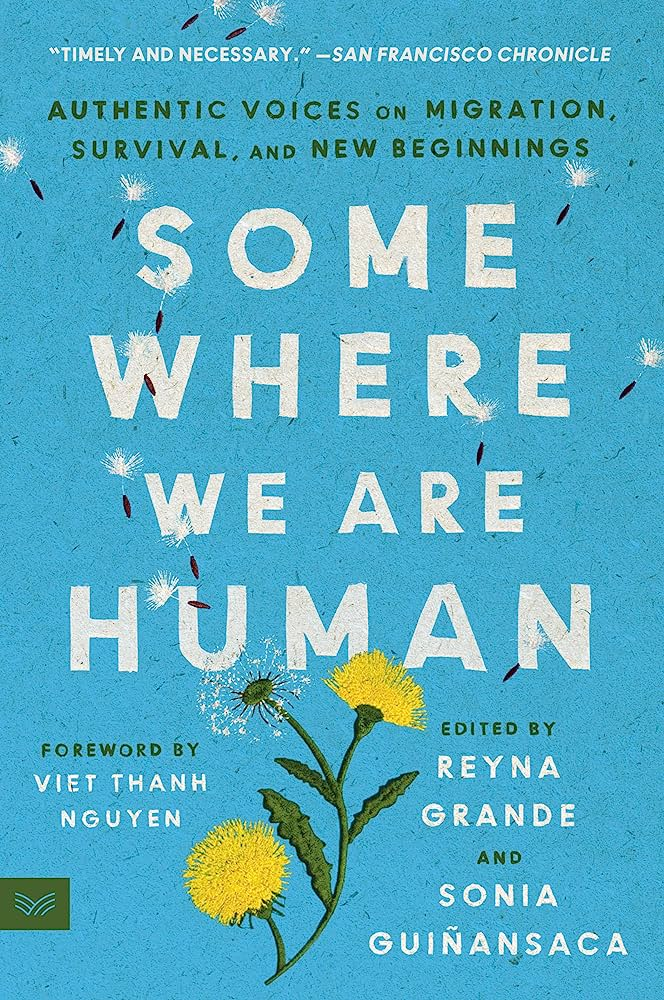 “TIMELY AND NECESSARY.” —SAN FRANCISCO CHRONICLE
AUTHENTIC VOICES ON MIGRATION,
SURVIVAL, AND NEW BEGINNINGS
SOME
WHERE
WE ARE
HUMAN
FOREWORD BY
VIET THANH
NGUYEN
EDITED BY
REYNA
GRANDE
AND
SONIA
GUIÑANSACA